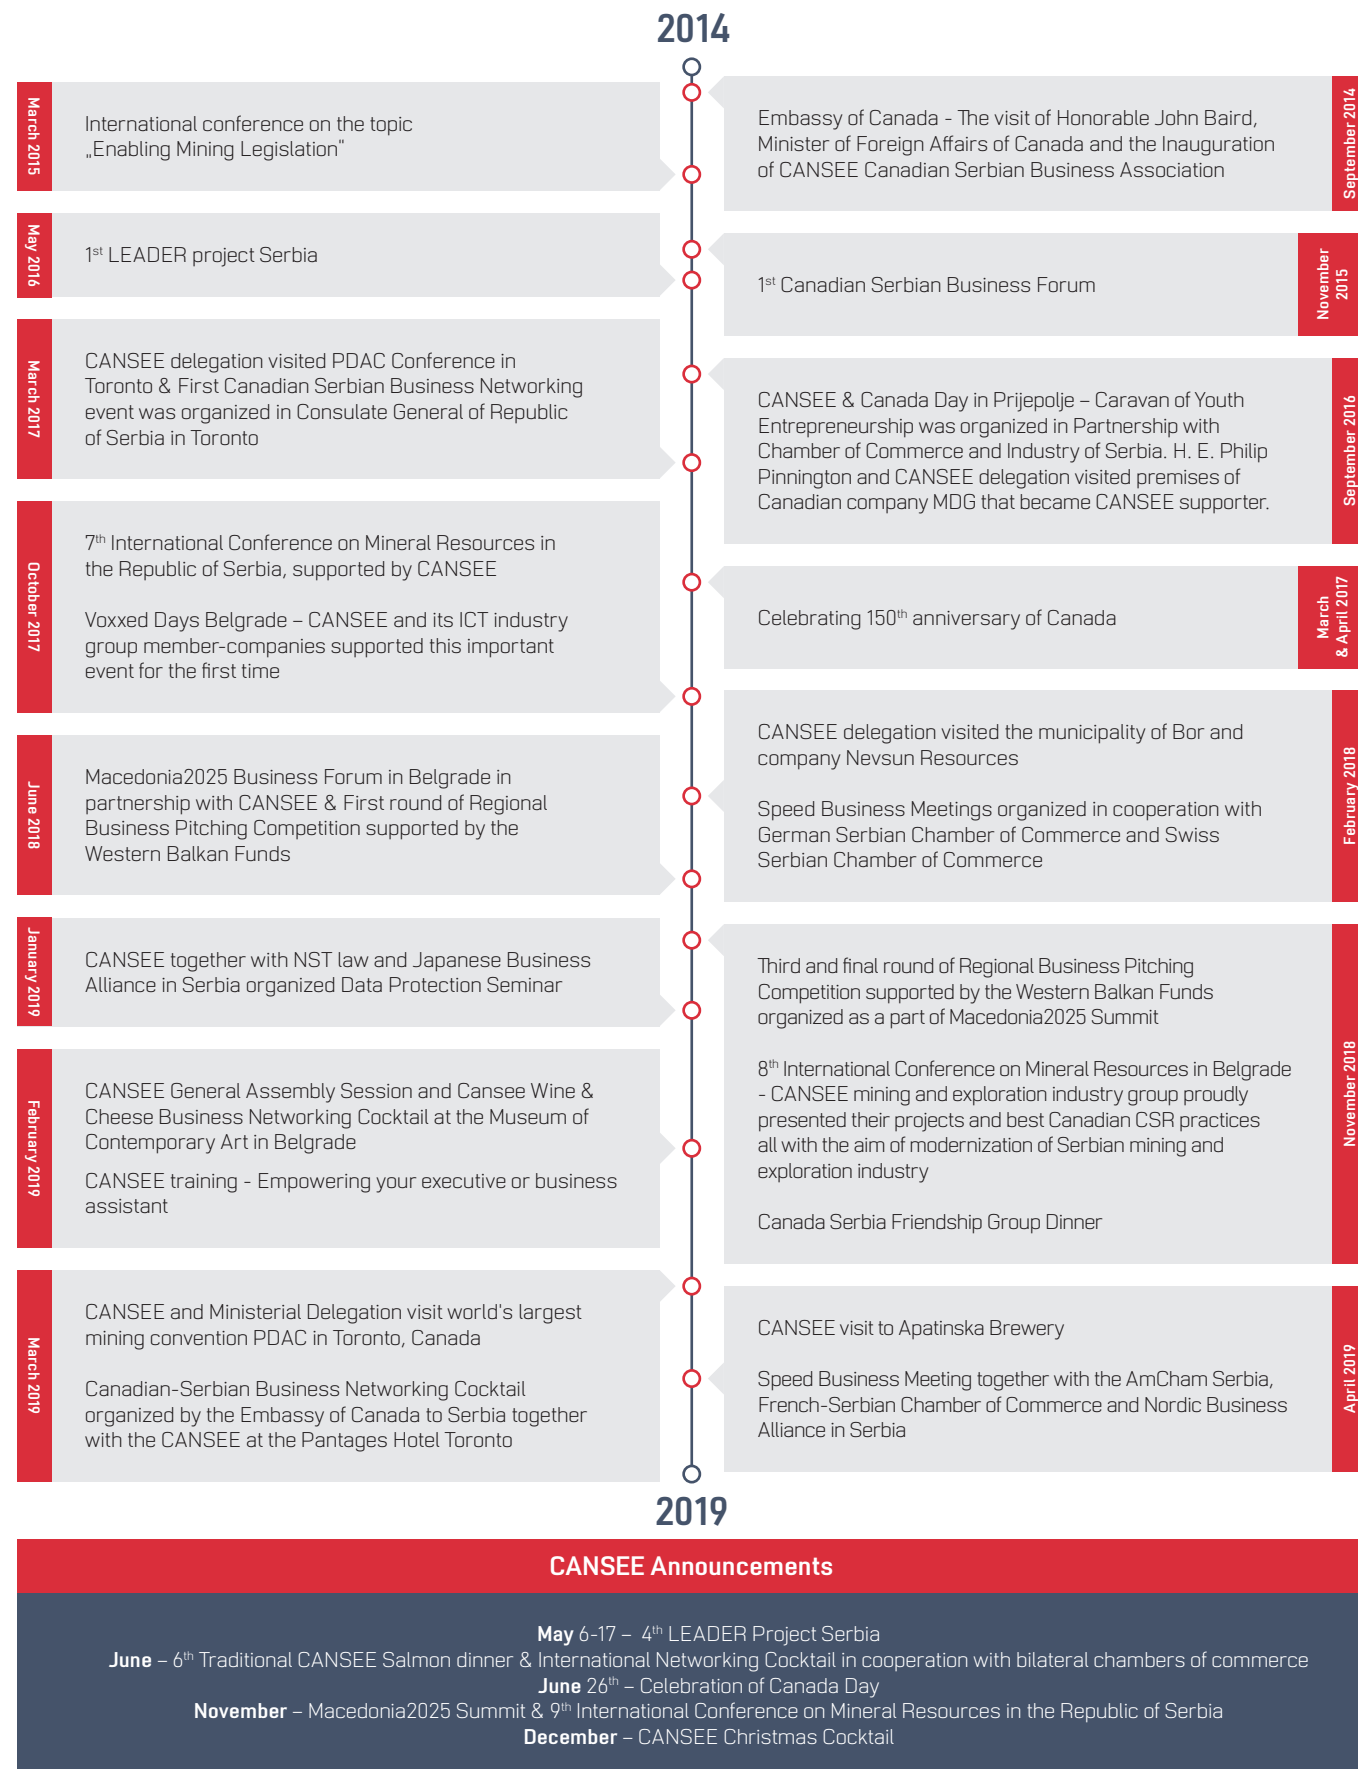 2014
March 2015
International conference on the topic
„Enabling Mining Legislation"
September 2014
Embassy of Canada - The visit of Honorable John Baird,
Minister of Foreign Affairs of Canada and the Inauguration
of CANSEE Canadian Serbian Business Association
May 2016
1st LEADER project Serbia
November
2015
1st Canadian Serbian Business Forum
March 2017
CANSEE delegation visited PDAC Conference in
Toronto & First Canadian Serbian Business Networking
event was organized in Consulate General of Republic
of Serbia in Toronto
September 2016
CANSEE & Canada Day in Prijepolje – Caravan of Youth
Entrepreneurship was organized in Partnership with
Chamber of Commerce and Industry of Serbia. H. E. Philip
Pinnington and CANSEE delegation visited premises of
Canadian company MDG that became CANSEE supporter.
October 2017
7th International Conference on Mineral Resources in
the Republic of Serbia, supported by CANSEE
Voxxed Days Belgrade – CANSEE and its ICT industry
group member-companies supported this important
event for the first time
March
& April 2017
Celebrating 150th anniversary of Canada
June 2018
Macedonia2025 Business Forum in Belgrade in
partnership with CANSEE & First round of Regional
Business Pitching Competition supported by the
Western Balkan Funds
February 2018
CANSEE delegation visited the municipality of Bor and
company Nevsun Resources
Speed Business Meetings organized in cooperation with
German Serbian Chamber of Commerce and Swiss
Serbian Chamber of Commerce
January 2019
CANSEE together with NST law and Japanese Business
Alliance in Serbia organized Data Protection Seminar
November 2018
Third and final round of Regional Business Pitching
Competition supported by the Western Balkan Funds
organized as a part of Macedonia2025 Summit
8th International Conference on Mineral Resources in Belgrade
- CANSEE mining and exploration industry group proudly
presented their projects and best Canadian CSR practices
all with the aim of modernization of Serbian mining and
exploration industry
Canada Serbia Friendship Group Dinner
February 2019
CANSEE General Assembly Session and Cansee Wine &
Cheese Business Networking Cocktail at the Museum of
Contemporary Art in Belgrade
CANSEE training - Empowering your executive or business
assistant
March 2019
CANSEE and Ministerial Delegation visit world's largest
mining convention PDAC in Toronto, Canada
Canadian-Serbian Business Networking Cocktail
organized by the Embassy of Canada to Serbia together
with the CANSEE at the Pantages Hotel Toronto
April 2019
CANSEE visit to Apatinska Brewery
Speed Business Meeting together with the AmCham Serbia,
French-Serbian Chamber of Commerce and Nordic Business
Alliance in Serbia
2019
CANSEE Announcements
May 6-17 – 4th LEADER Project Serbia
June – 6th Traditional CANSEE Salmon dinner & International Networking Cocktail in cooperation with bilateral chambers of commerce
June 26th – Celebration of Canada Day
November – Macedonia2025 Summit & 9th International Conference on Mineral Resources in the Republic of Serbia
December – CANSEE Christmas Cocktail